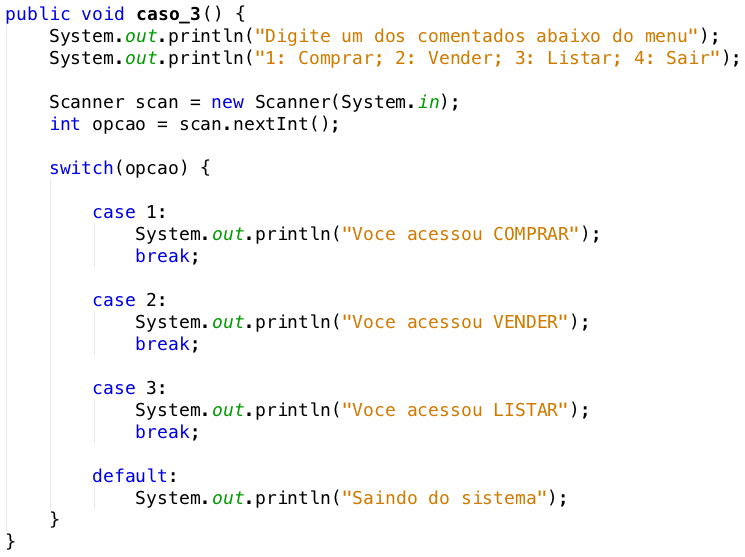 public void caso_3() {
    System.out.println("Digite um dos comentados abaixo do menu");
    System.out.println("1: Comprar; 2: Vender; 3: Listar; 4: Sair");

    Scanner scan = new Scanner(System.in);
    int opcao = scan.nextInt();

    switch(opcao) {

        case 1:
            System.out.println("Voce acessou COMPRAR");
            break;

        case 2:
            System.out.println("Voce acessou VENDER");
            break;

        case 3:
            System.out.println("Voce acessou LISTAR");
            break;

        default:
            System.out.println("Saindo do sistema");
    }
}